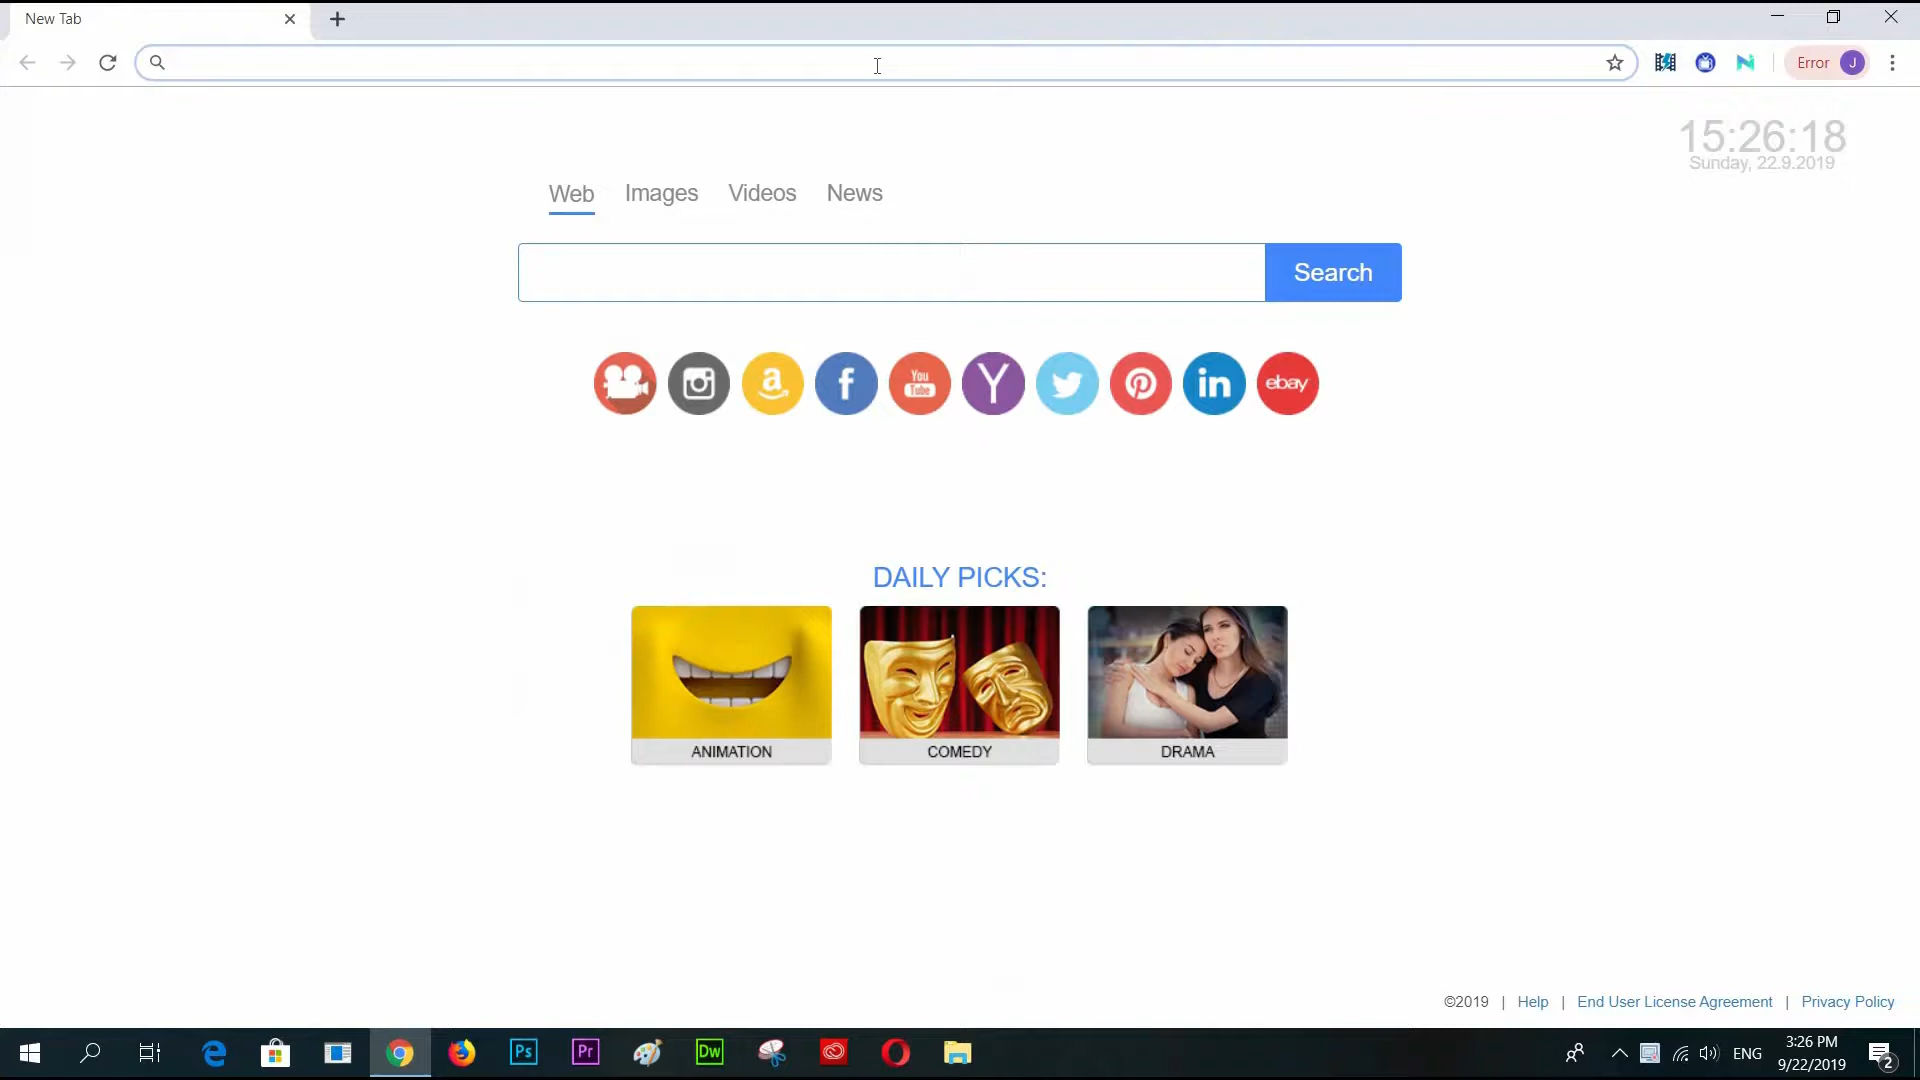 New Tab
Error J
15:26:18
Sunday, 22.9.2019
Web Images Videos News
Search
a f You Tube Y in ebay
DAILY PICKS:
ANIMATION COMEDY DRAMA
©2019 | Help | End User License Agreement | Privacy Policy
Ps Pr Dw ENG 3:26 PM
9/22/2019 2